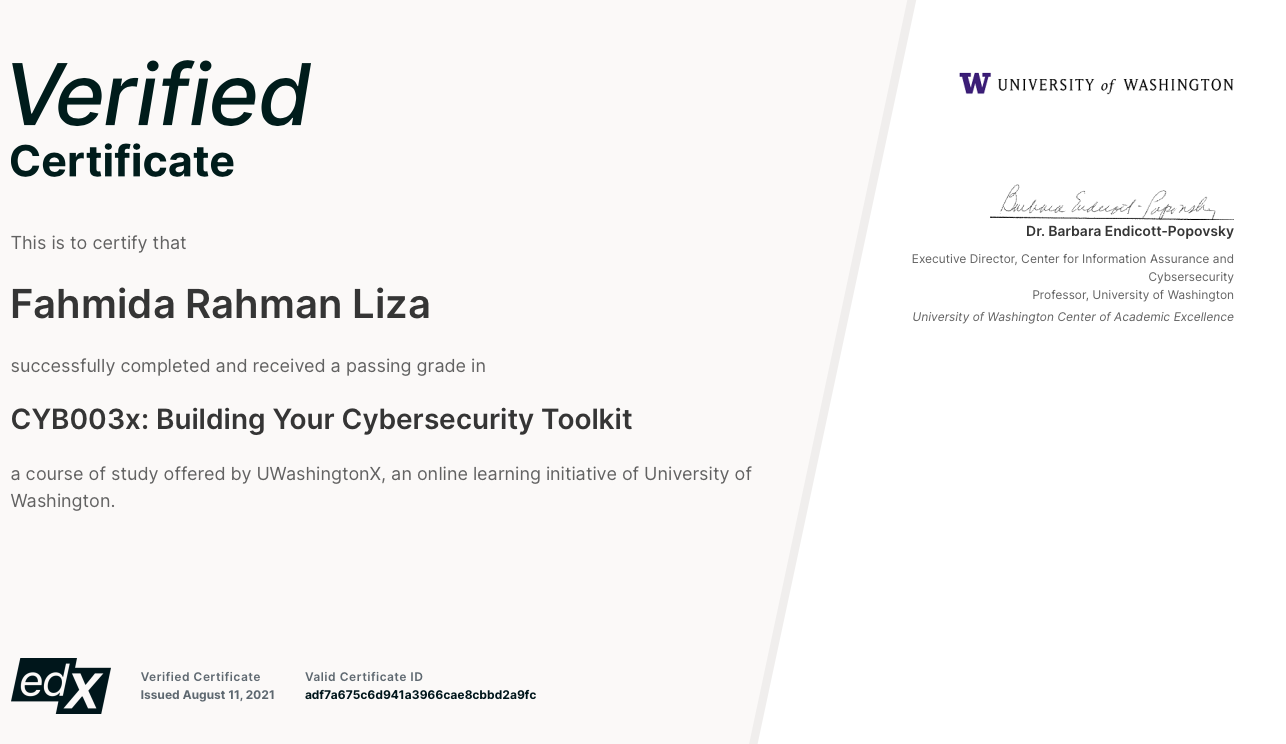 Verified
Certificate
This is to certify that
Fahmida Rahman Liza
successfully completed and received a passing grade in
CYB003x: Building Your Cybersecurity Toolkit
a course of study offered by UWashingtonX, an online learning initiative of University of
Washington.
edX
Verified Certificate
Issued August 11, 2021
Valid Certificate ID
adf7a675c6d941a3966cae8cbbd2a9fc
W UNIVERSITY of WASHINGTON
Barbara Endicott-Popovsky
Dr. Barbara Endicott-Popovsky
Executive Director, Center for Information Assurance and
Cybsersecurity
Professor, University of Washington
University of Washington Center of Academic Excellence